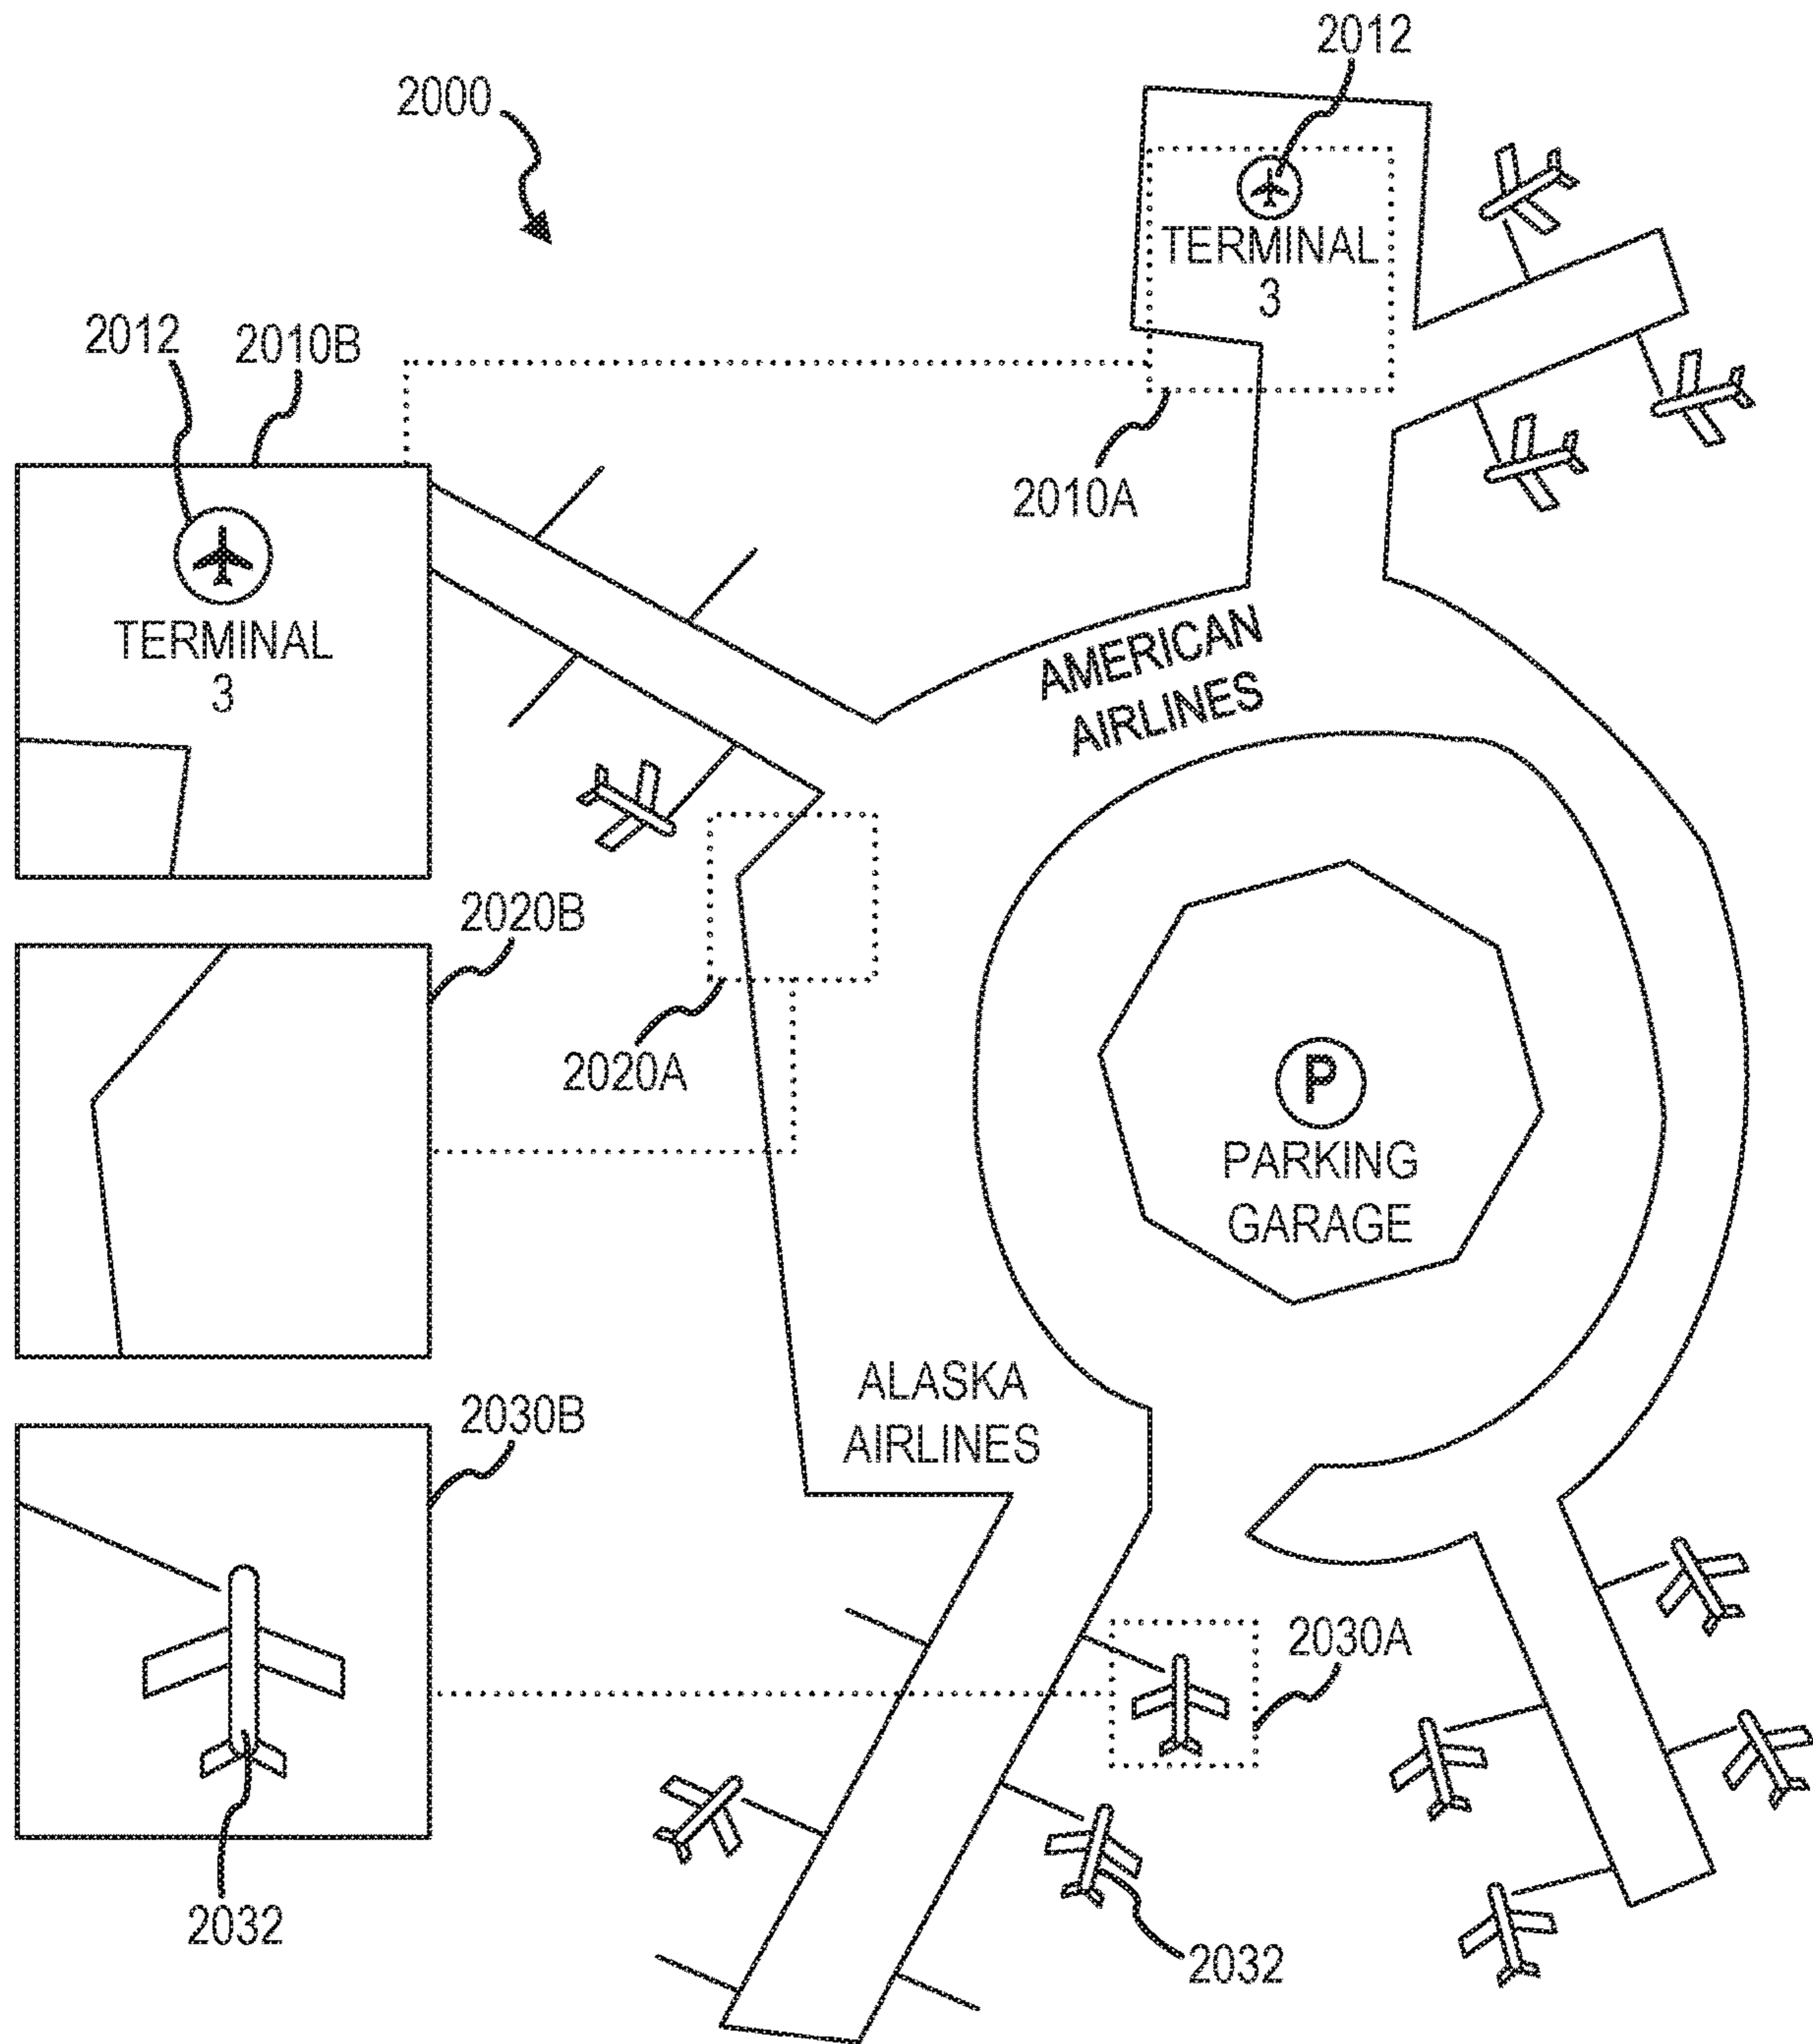 2012
2000
TERMINAL
3
2012
2010B
2010A
TERMINAL
3
AMERICAN
AIRLINES
2020B
2020A
P
PARKING
GARAGE
ALASKA
AIRLINES
2030B
2030A
2032
2032